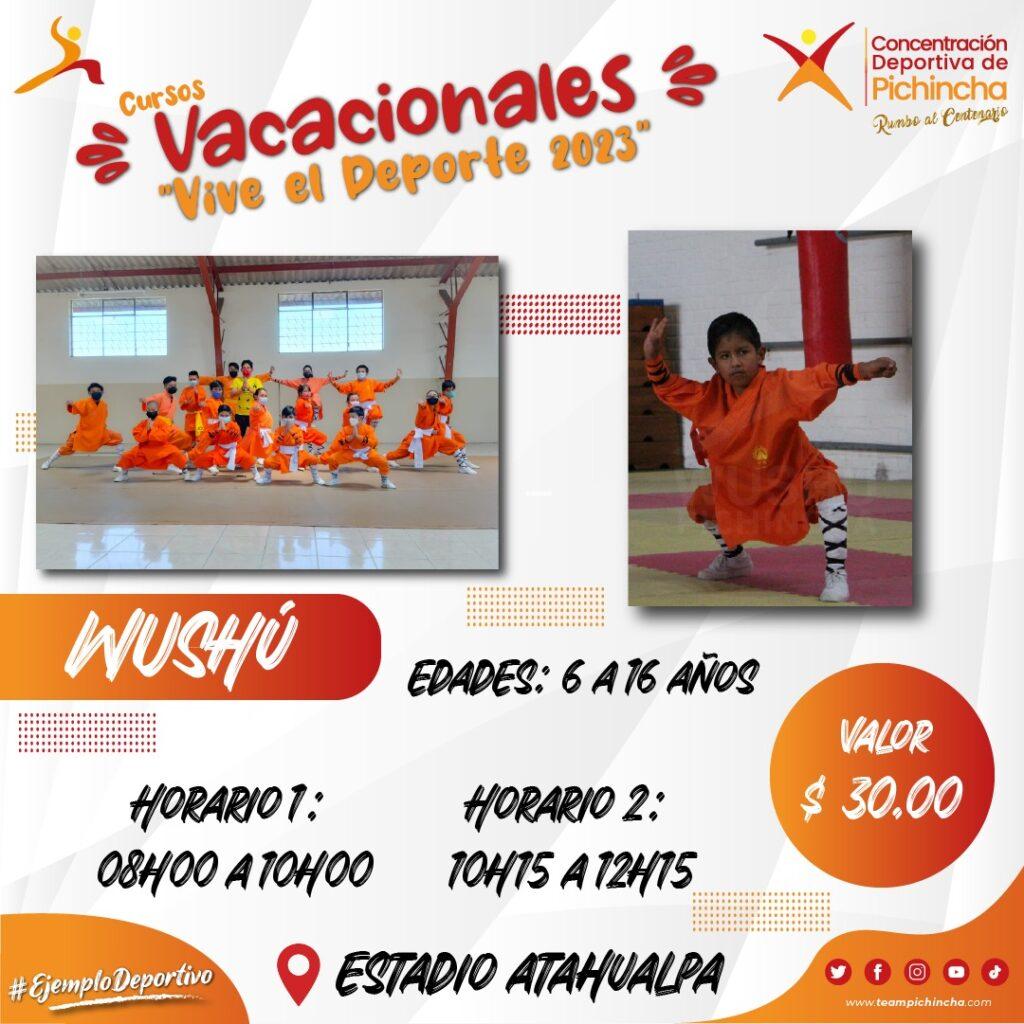 Cursos
Vacacionales
"Vive el Deporte 2023"
Concentración
Deportiva de
Pichincha
Rumbo al Centenario
WUSHÚ
EDADES: 6 A 16 AÑOS
VALOR
$ 30.00
HORARIO 1:
08H00 A 10H00
HORARIO 2:
10H15 A 12H15
#EjemploDeportivo
ESTADIO ATAHUALPA
www.teampichincha.com